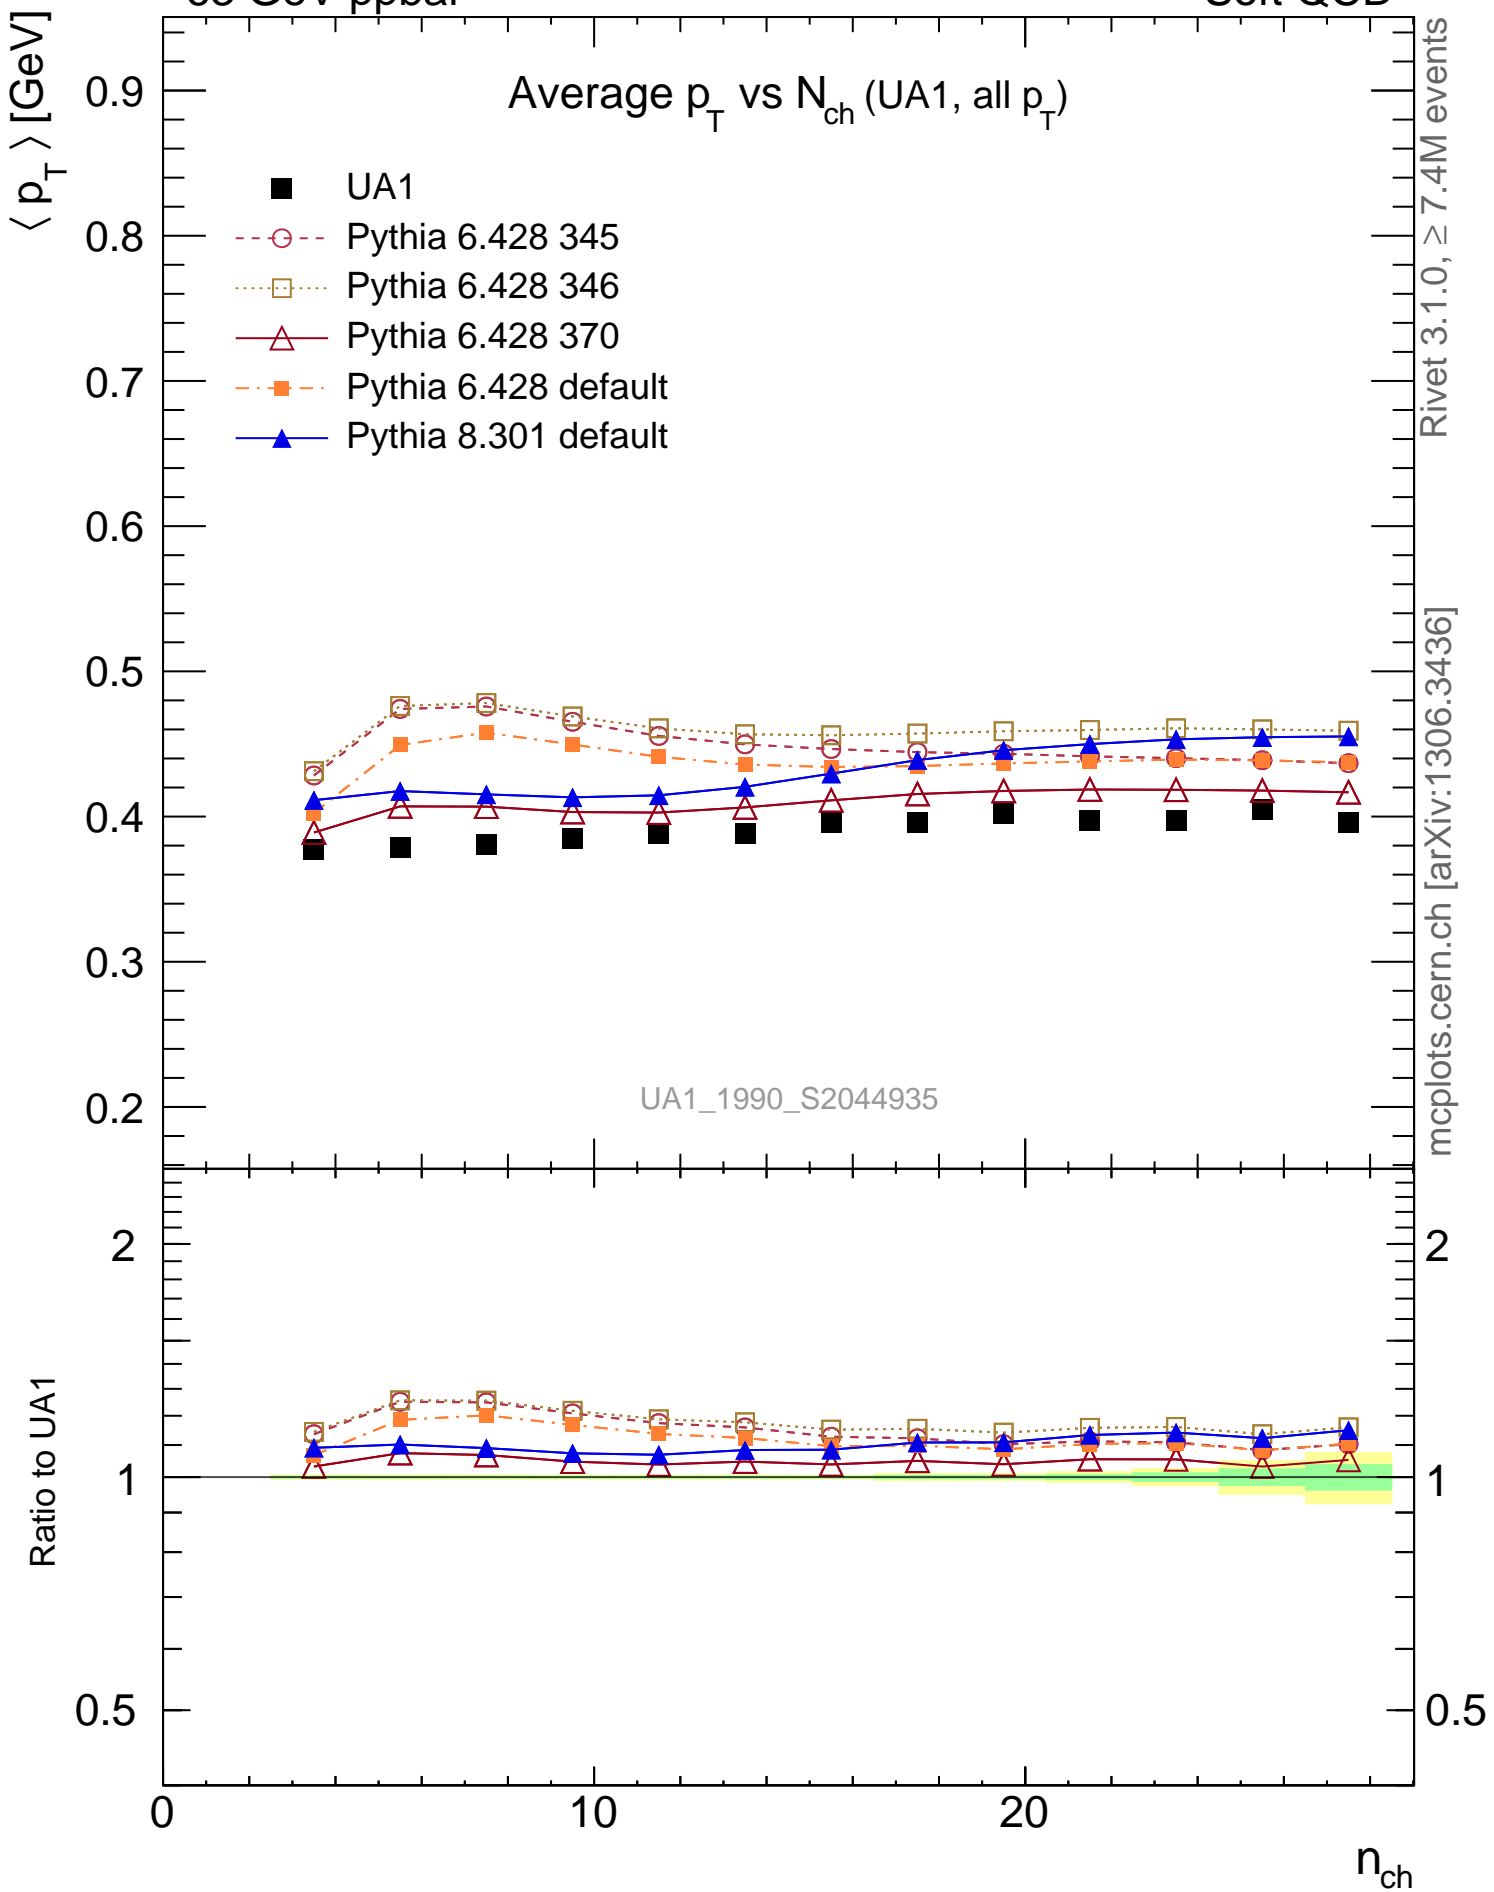 ⟨ p_T ⟩ [GeV]
Average p_T vs N_ch (UA1, all p_T)
UA1
Pythia 6.428 345
Pythia 6.428 346
Pythia 6.428 370
Pythia 6.428 default
Pythia 8.301 default
0.9
0.8
0.7
0.6
0.5
0.4
0.3
0.2
UA1_1990_S2044935
Rivet 3.1.0, ≥ 7.4M events
mcplots.cern.ch [arXiv:1306.3436]
Ratio to UA1
2
1
0.5
2
1
0.5
0
10
20
n_ch